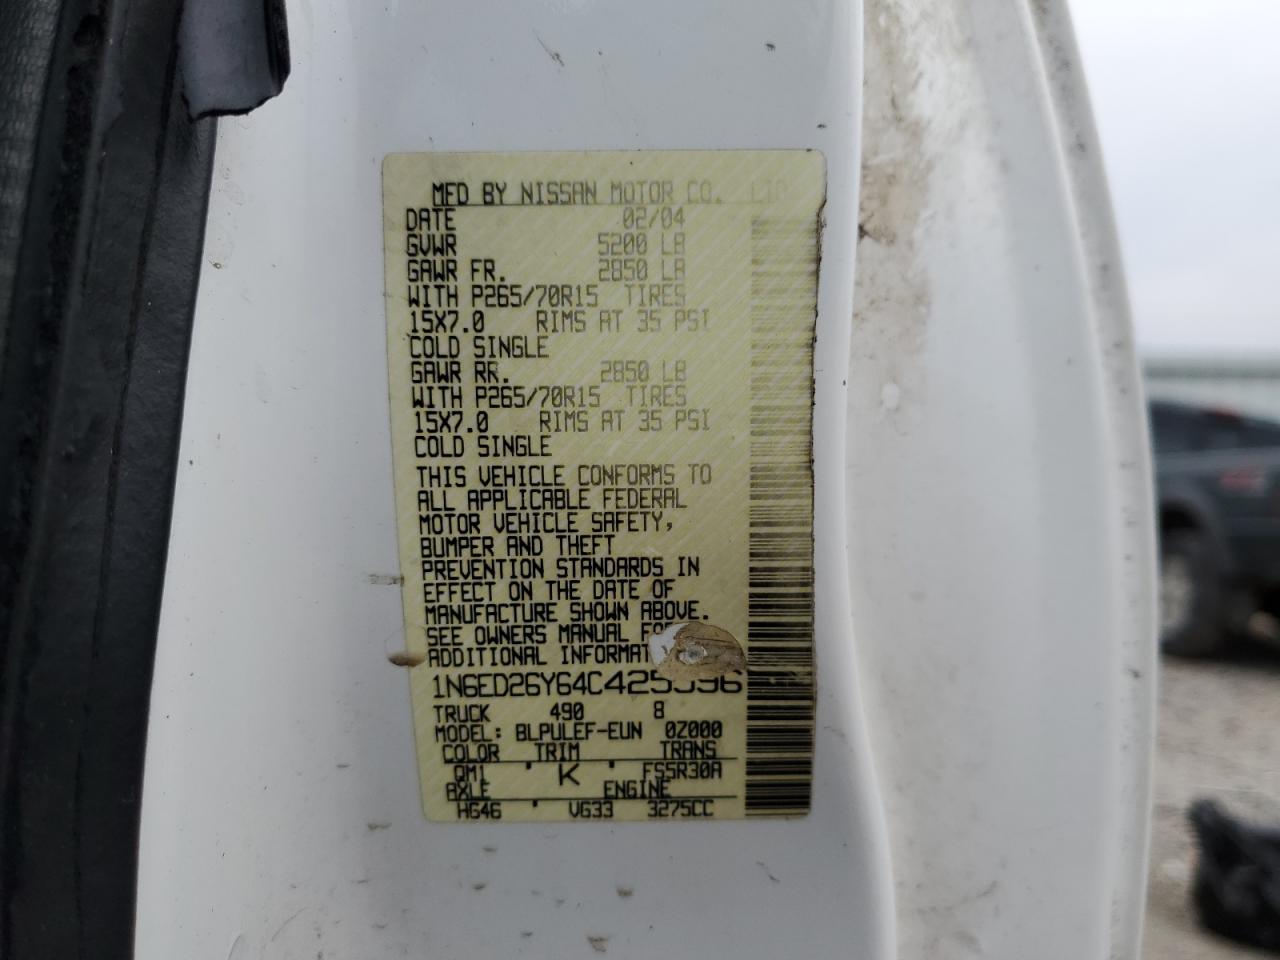 MFD BY NISSAN MOTOR CO. LTD
DATE 02/04
GVWR 5200 LB
GAWR FR. 2850 LB
WITH P265/70R15 TIRES
15X7.0 RIMS AT 35 PSI
COLD SINGLE
GAWR RR. 2850 LB
WITH P265/70R15 TIRES
15X7.0 RIMS AT 35 PSI
COLD SINGLE
THIS VEHICLE CONFORMS TO
ALL APPLICABLE FEDERAL
MOTOR VEHICLE SAFETY,
BUMPER AND THEFT
PREVENTION STANDARDS IN
EFFECT ON THE DATE OF
MANUFACTURE SHOWN ABOVE.
SEE OWNERS MANUAL
ADDITIONAL
TRUCK 490 8
MODEL: BLPULEF-EUN 0Z000
COLOR TRIM TRANS
QM1 ' K ' FS5R30A
AXLE ENGINE
HG46 ' VG33 3275CC